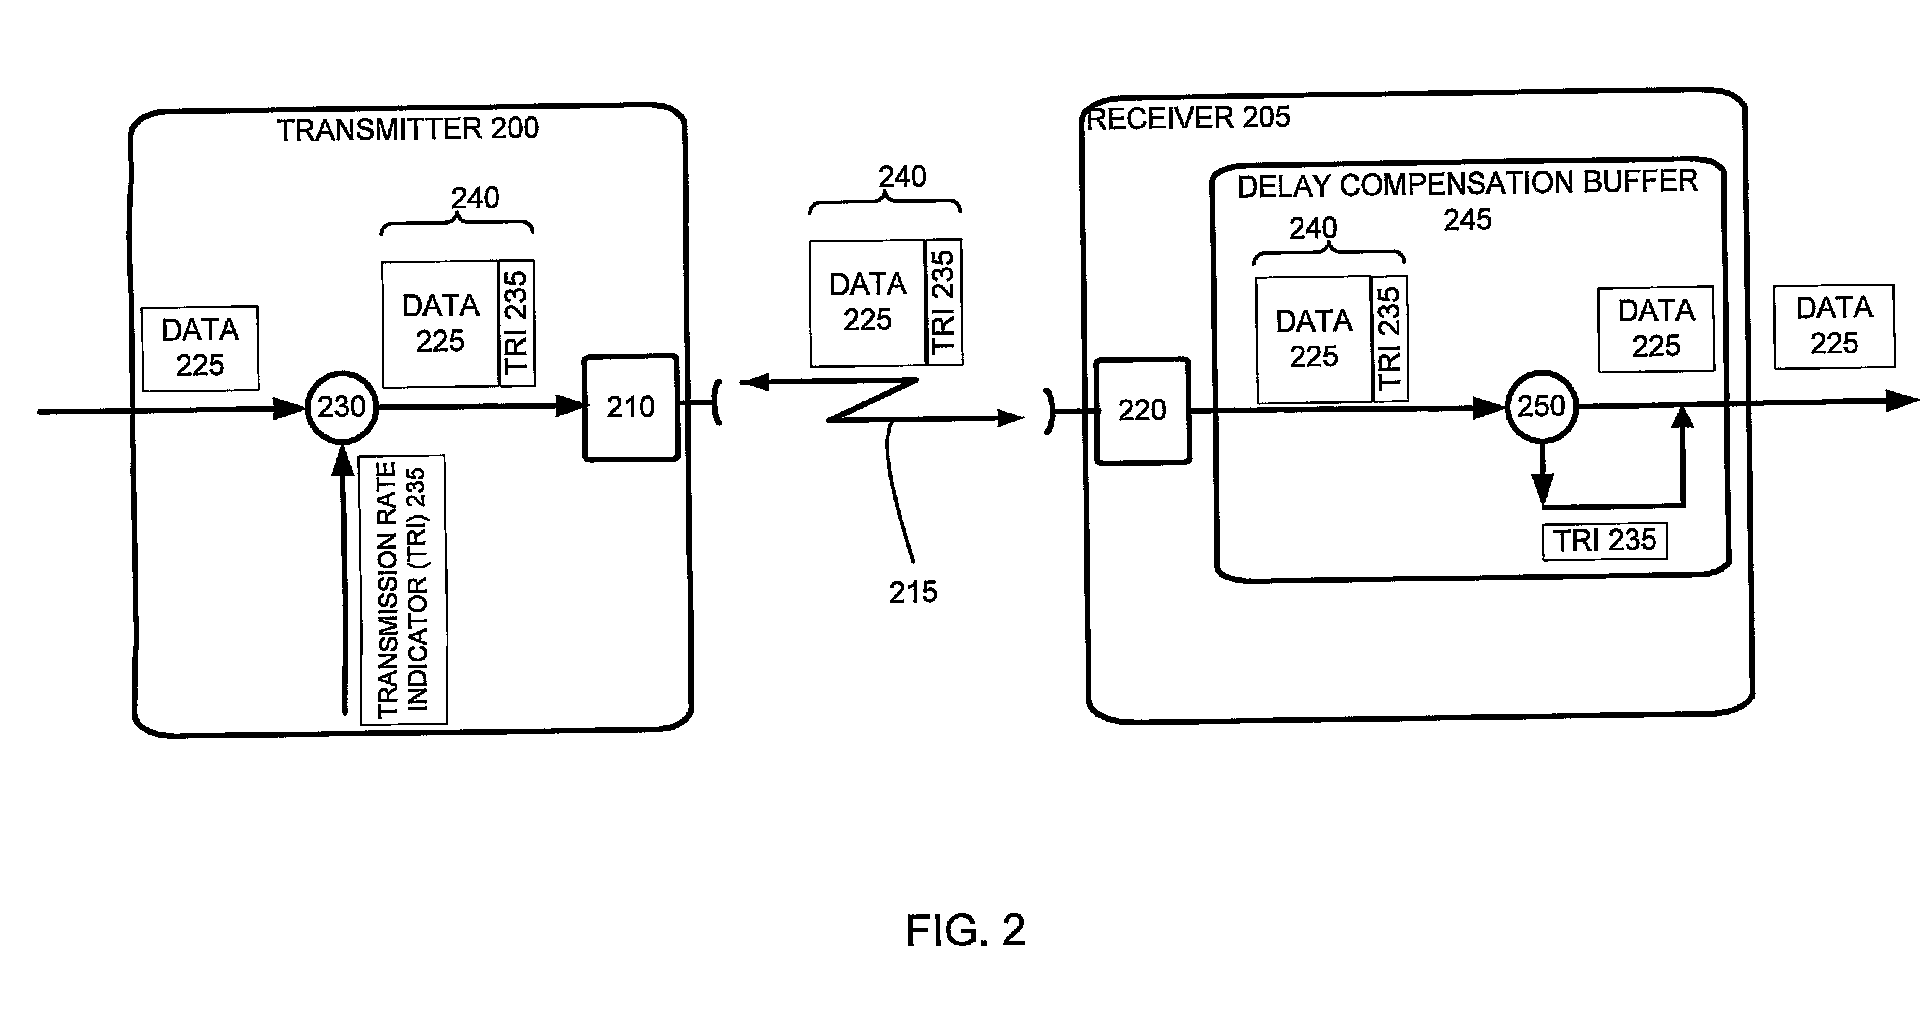 TRANSMITTER 200
240
DATA
225
DATA
225
TRI 235
230
210
TRANSMISSION RATE
INDICATOR (TRI) 235
240
DATA
225
TRI 235
215
RECEIVER 205
DELAY COMPENSATION BUFFER
245
240
DATA
225
TRI 235
220
250
DATA
225
TRI 235
DATA
225
FIG. 2